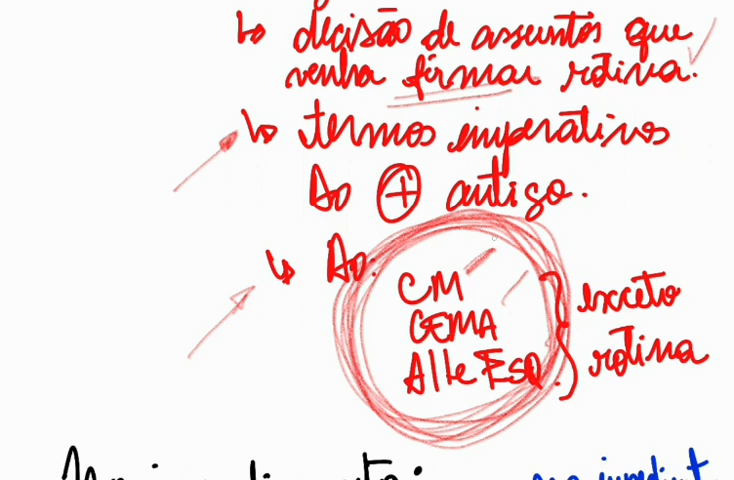 ↳ decisão de assuntos que
venha firmar rotina.
↳ termos imperativos
Ao + antigo.
↳ Ao:
CM
CEMA
Alte Esq.
exceto
rotina